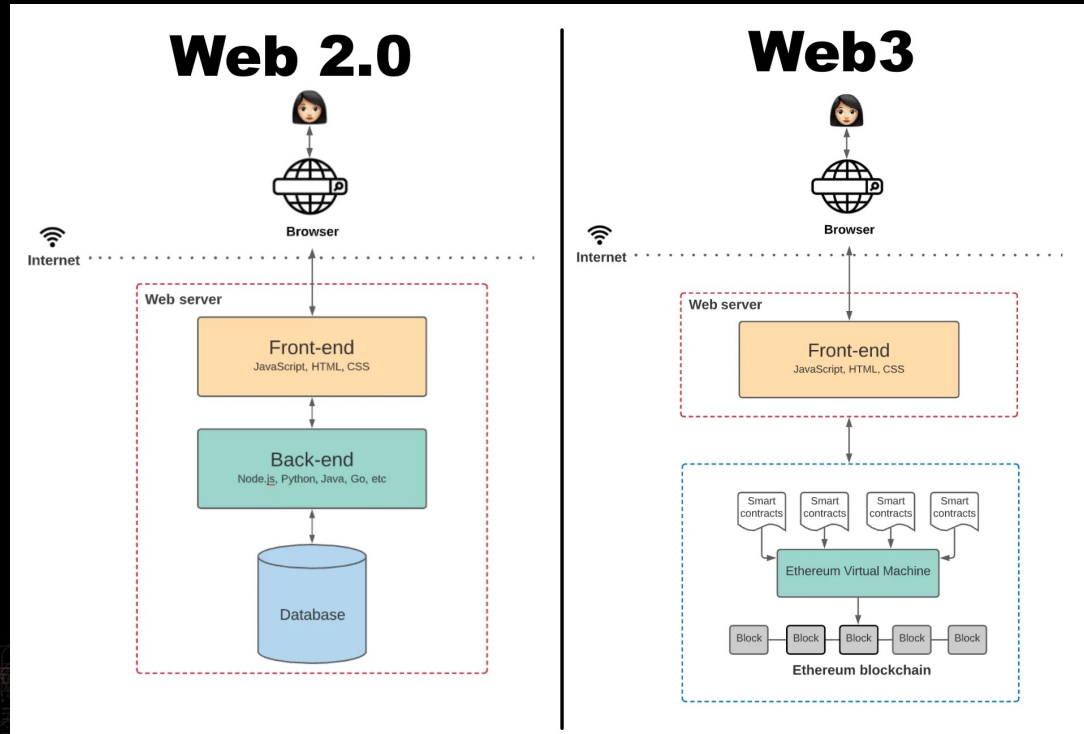 Web 2.0
Browser
Internet
Web server
Front-end
JavaScript, HTML, CSS
Back-end
Node.js, Python, Java, Go, etc
Database
Web3
Browser
Internet
Web server
Front-end
JavaScript, HTML, CSS
Smart
contracts
Smart
contracts
Smart
contracts
Smart
contracts
Ethereum Virtual Machine
Block
Block
Block
Block
Block
Ethereum blockchain